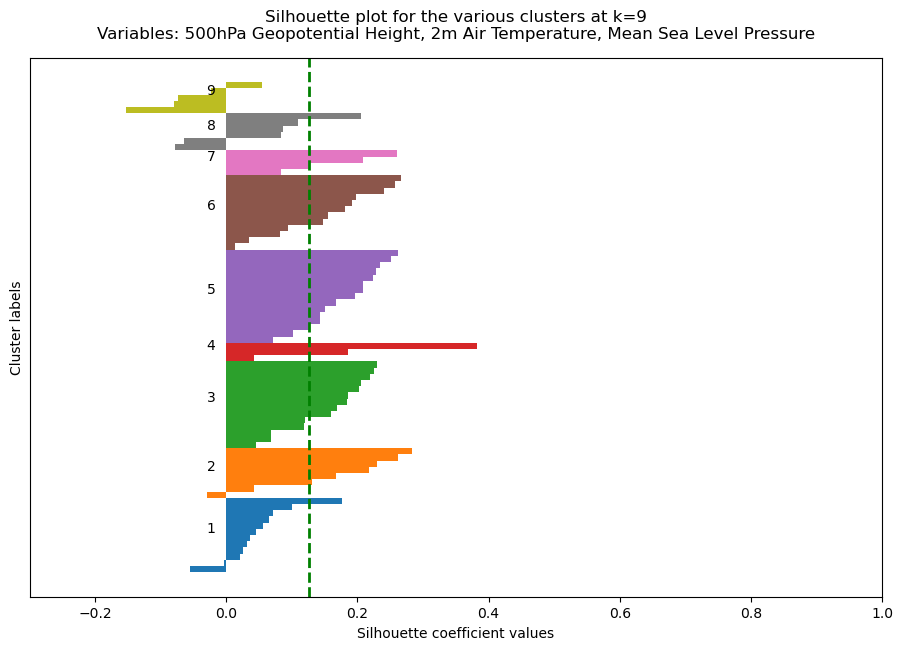 Silhouette plot for the various clusters at k=9
Variables: 500hPa Geopotential Height, 2m Air Temperature, Mean Sea Level Pressure
9
8
7
6
5
4
3
2
1
Cluster labels
−0.2 0.0 0.2 0.4 0.6 0.8 1.0
Silhouette coefficient values